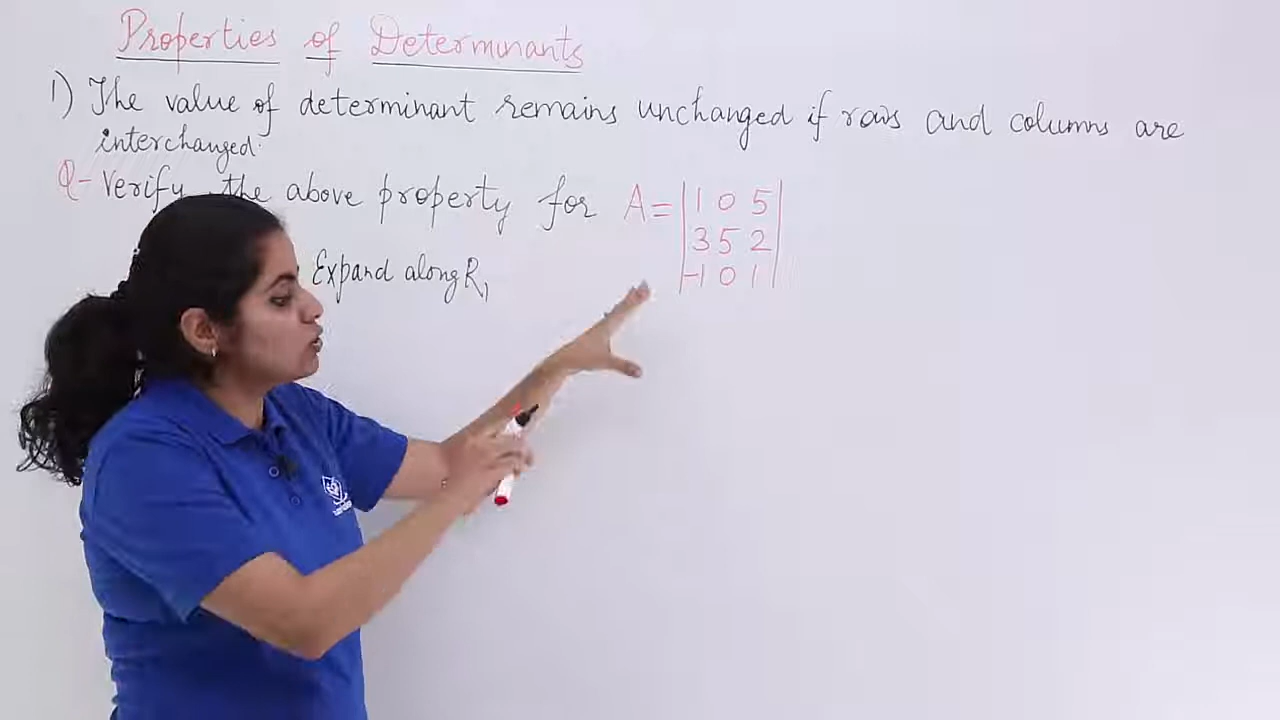 Properties of Determinants
1) The value of determinant remains unchanged if rows and columns are
interchanged.
Q- Verify the above property for A = |1 0 5|
|3 5 2|
Expand along R1 |-1 0 1|